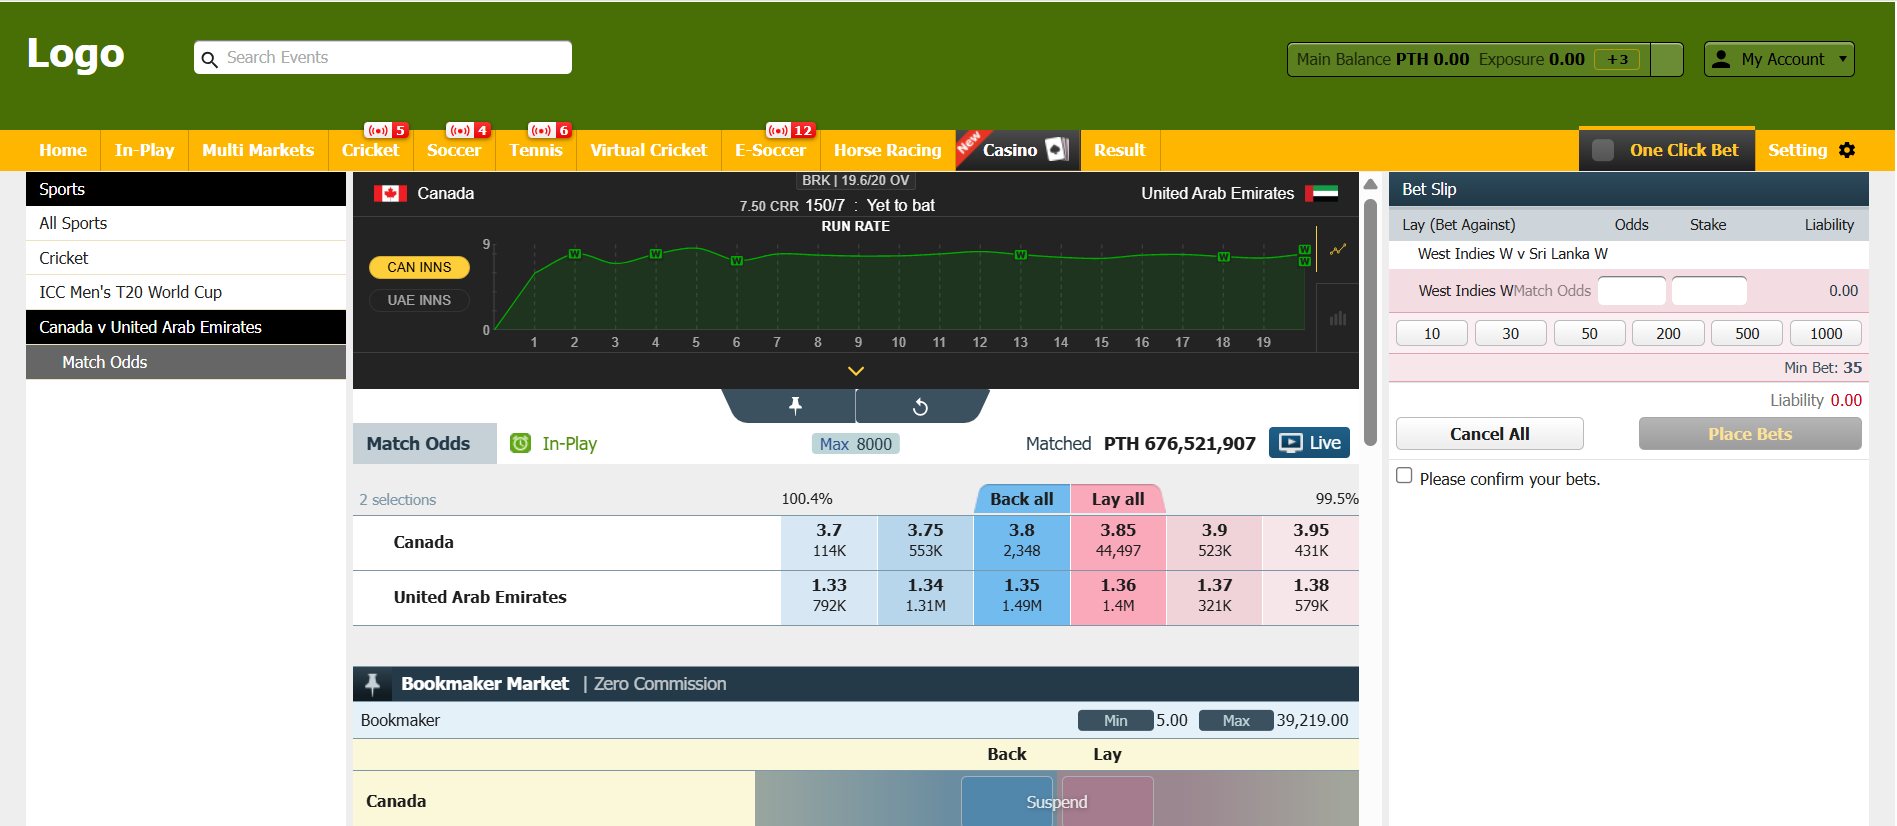 Logo
Search Events
Main Balance PTH 0.00 Exposure 0.00 +3
My Account
5 4 6 12
Home In-Play Multi Markets Cricket Soccer Tennis Virtual Cricket E-Soccer Horse Racing New Casino Result One Click Bet Setting
Sports
All Sports
Cricket
ICC Men's T20 World Cup
Canada v United Arab Emirates
Match Odds
BRK | 19.6/20 OV
Canada United Arab Emirates
7.50 CRR 150/7 : Yet to bat
RUN RATE
9
W W W W W W W
CAN INNS
UAE INNS
0
1 2 3 4 5 6 7 8 9 10 11 12 13 14 15 16 17 18 19
Match Odds In-Play Max 8000 Matched PTH 676,521,907 Live
2 selections 100.4% Back all Lay all 99.5%
Canada 3.7 3.75 3.8 3.85 3.9 3.95
114K 553K 2,348 44,497 523K 431K
United Arab Emirates 1.33 1.34 1.35 1.36 1.37 1.38
792K 1.31M 1.49M 1.4M 321K 579K
Bookmaker Market | Zero Commission
Bookmaker Min 5.00 Max 39,219.00
Back Lay
Canada Suspend
Bet Slip
Lay (Bet Against) Odds Stake Liability
West Indies W v Sri Lanka W
West Indies WMatch Odds 0.00
10 30 50 200 500 1000
Min Bet: 35
Liability 0.00
Cancel All Place Bets
Please confirm your bets.